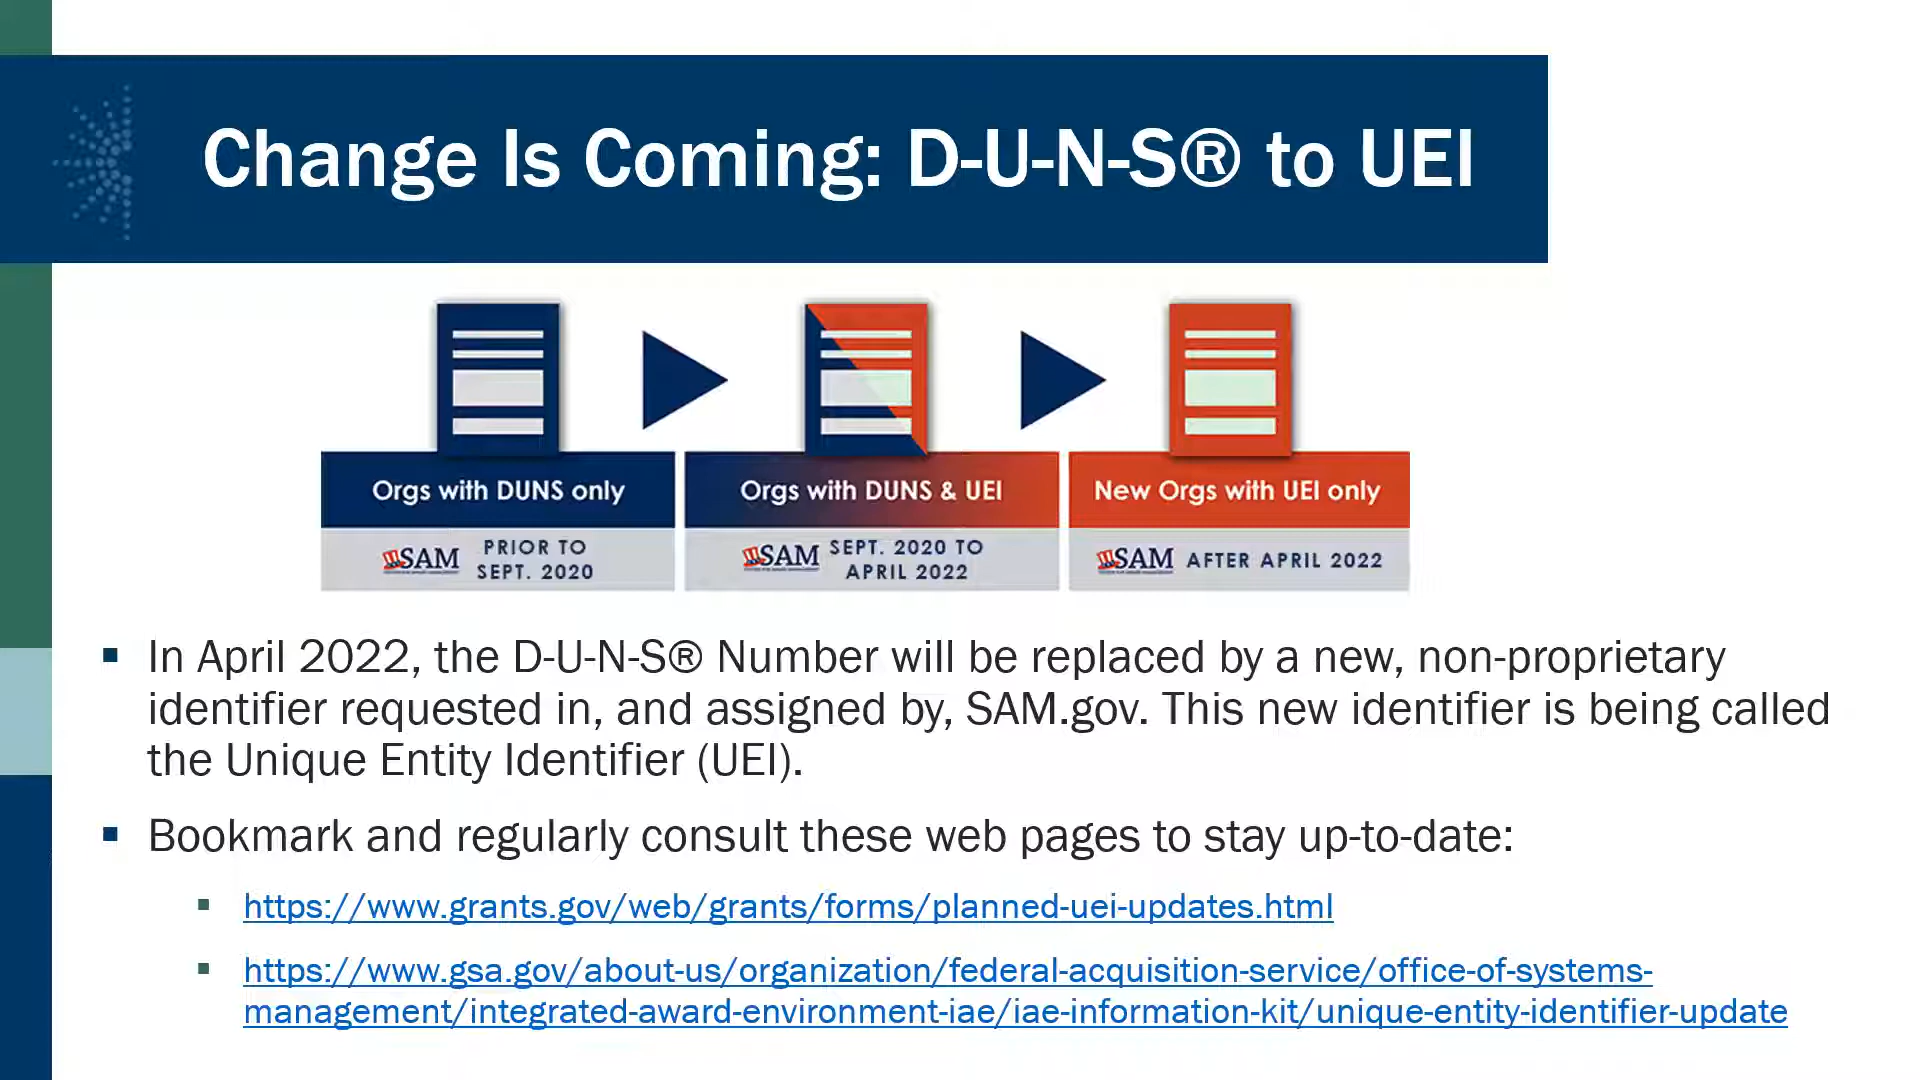 Change Is Coming: D-U-N-S® to UEI
Orgs with DUNS only
Orgs with DUNS & UEI
New Orgs with UEI only
SAM PRIOR TO
SEPT. 2020
SAM SEPT. 2020 TO
APRIL 2022
SAM AFTER APRIL 2022
▪ In April 2022, the D-U-N-S® Number will be replaced by a new, non-proprietary
identifier requested in, and assigned by, SAM.gov. This new identifier is being called
the Unique Entity Identifier (UEI).
▪ Bookmark and regularly consult these web pages to stay up-to-date:
▪ https://www.grants.gov/web/grants/forms/planned-uei-updates.html
▪ https://www.gsa.gov/about-us/organization/federal-acquisition-service/office-of-systems-
management/integrated-award-environment-iae/iae-information-kit/unique-entity-identifier-update